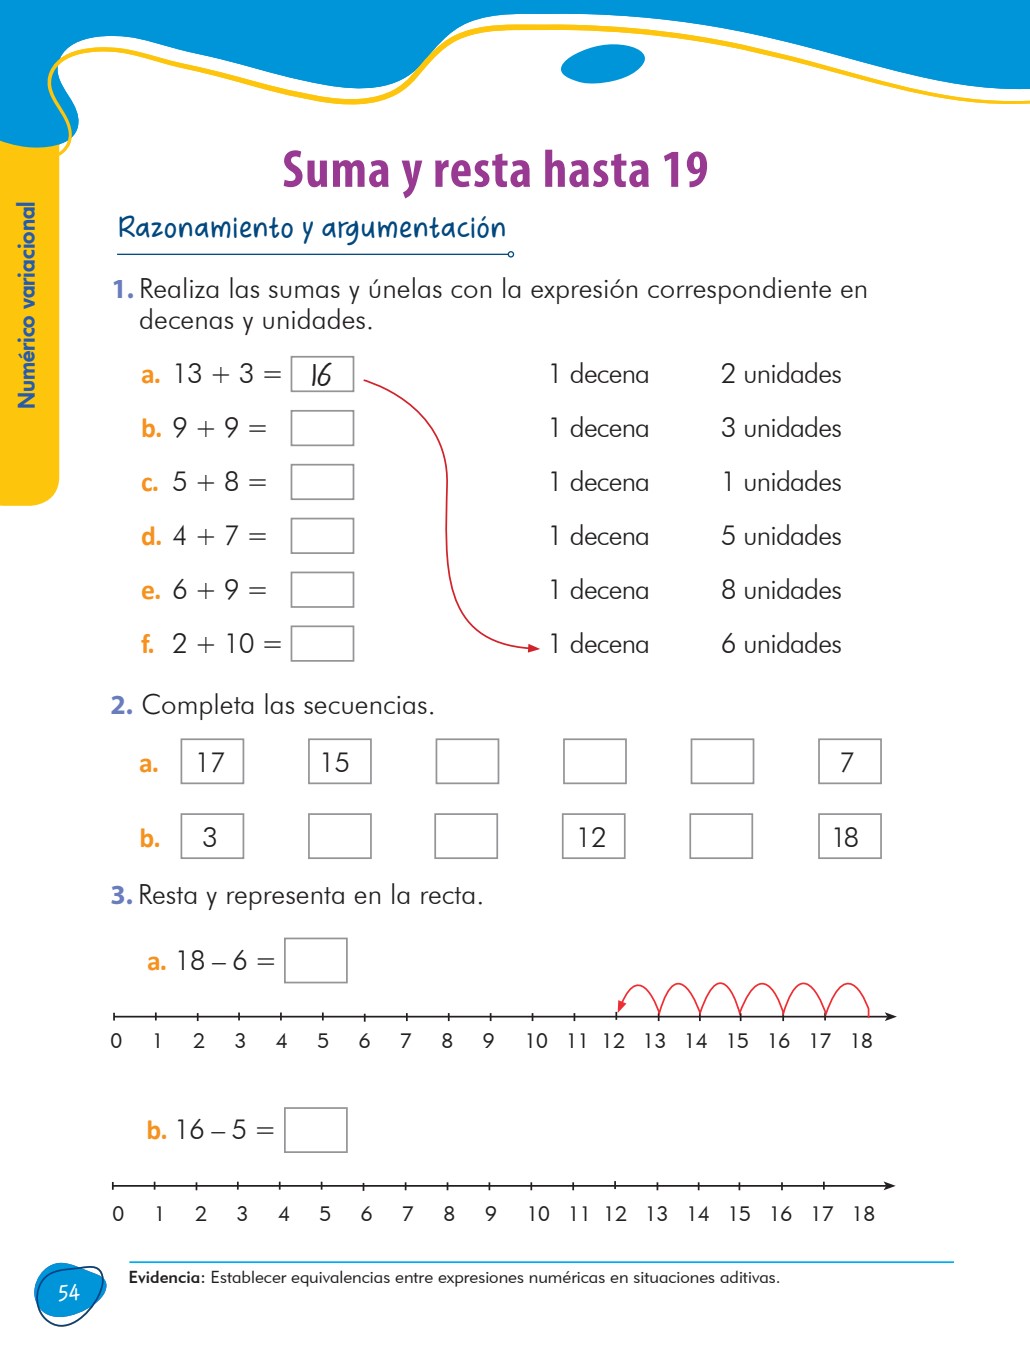 Suma y resta hasta 19
Numérico variacional
Razonamiento y argumentación
1. Realiza las sumas y únelas con la expresión correspondiente en
decenas y unidades.
a. 13 + 3 = 16 1 decena 2 unidades
b. 9 + 9 = 1 decena 3 unidades
c. 5 + 8 = 1 decena 1 unidades
d. 4 + 7 = 1 decena 5 unidades
e. 6 + 9 = 1 decena 8 unidades
f. 2 + 10 = 1 decena 6 unidades
2. Completa las secuencias.
a. 17 15 7
b. 3 12 18
3. Resta y representa en la recta.
a. 18 – 6 =
0 1 2 3 4 5 6 7 8 9 10 11 12 13 14 15 16 17 18
b. 16 – 5 =
0 1 2 3 4 5 6 7 8 9 10 11 12 13 14 15 16 17 18
Evidencia: Establecer equivalencias entre expresiones numéricas en situaciones aditivas.
54